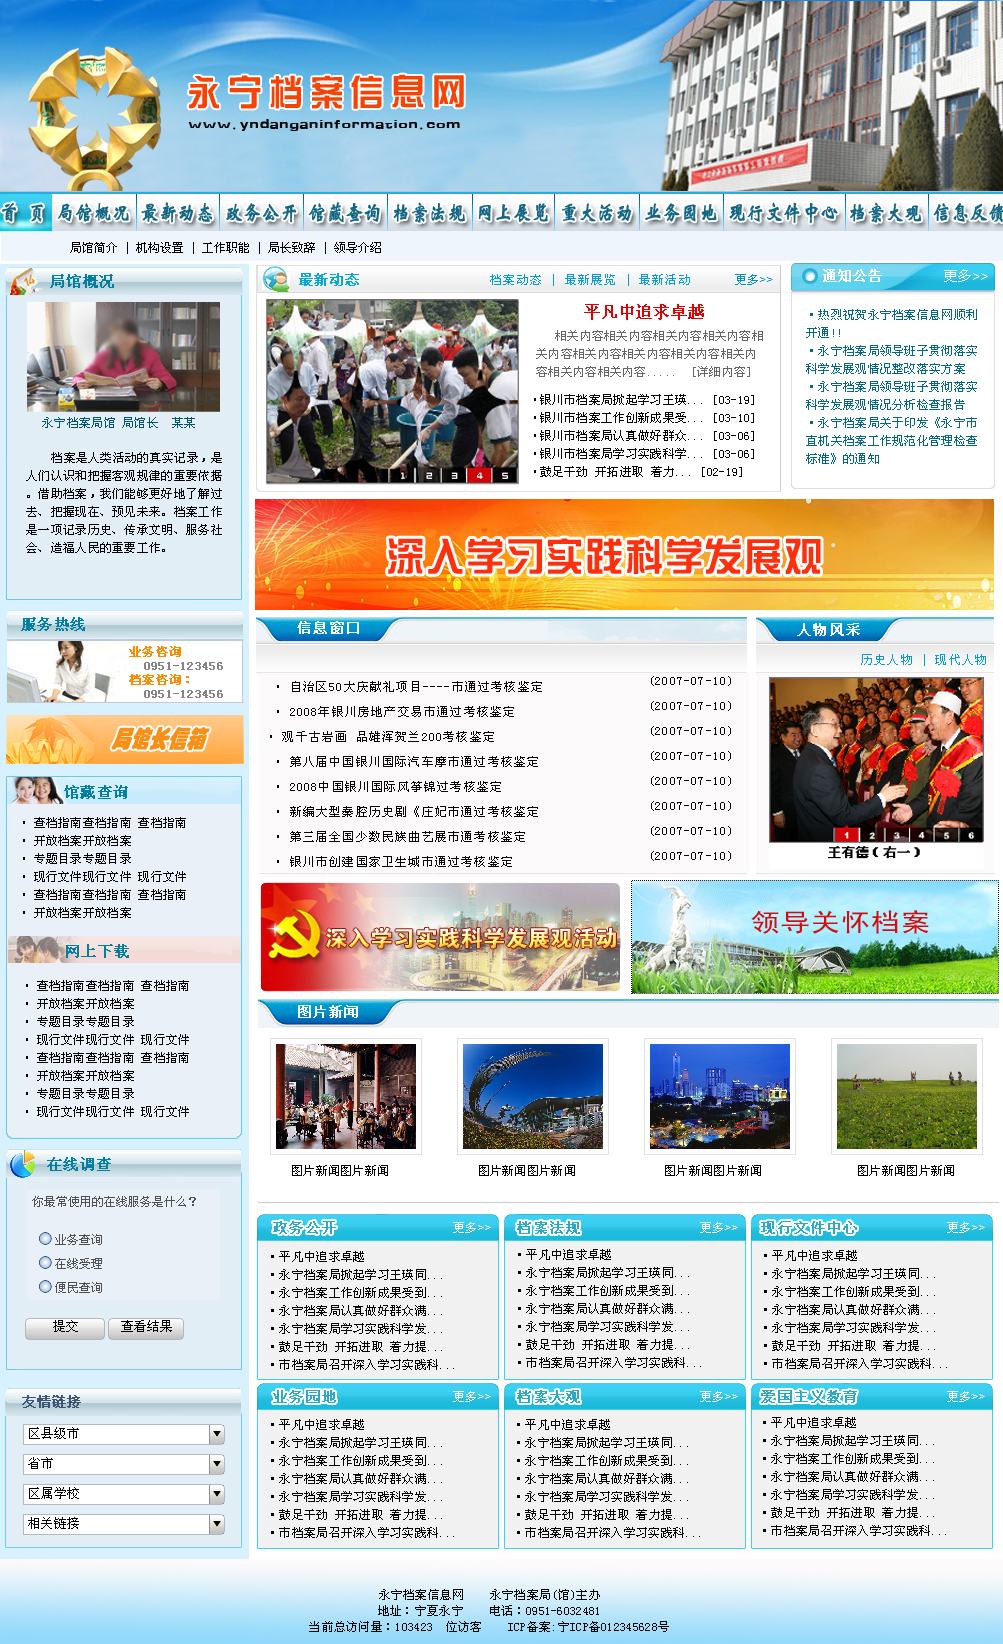 永宁档案信息网
www.yndanganinformation.com
首 页
局馆概况
最新动态
政务公开
馆藏查询
档案法规
网上展览
重大活动
业务园地
现行文件中心
档案大观
信息反馈
局馆简介 | 机构设置 | 工作职能 | 局长致辞 | 领导介绍
局馆概况
永宁档案局馆 局馆长 某某
档案是人类活动的真实记录，是
人们认识和把握客观规律的重要依据
。借助档案，我们能够更好地了解过
去、把握现在、预见未来。档案工作
是一项记录历史、传承文明、服务社
会、造福人民的重要工作。
服务热线
业务咨询
0951-123456
档案咨询：
0951-123456
局馆长信箱
馆藏查询
· 查档指南查档指南 查档指南
· 开放档案开放档案
· 专题目录专题目录
· 现行文件现行文件 现行文件
· 查档指南查档指南 查档指南
· 开放档案开放档案
网上下载
· 查档指南查档指南 查档指南
· 开放档案开放档案
· 专题目录专题目录
· 现行文件现行文件 现行文件
· 查档指南查档指南 查档指南
· 开放档案开放档案
· 专题目录专题目录
· 现行文件现行文件 现行文件
在线调查
你最常使用的在线服务是什么？
业务查询
在线受理
便民查询
提交 查看结果
友情链接
区县级市
省市
区属学校
相关链接
最新动态
档案动态 | 最新展览 | 最新活动 更多>>
1 2 3 4 5
平凡中追求卓越
相关内容相关内容相关内容相关内容相
关内容相关内容相关内容相关内容相关内
容相关内容相关内容..... [详细内容]
·银川市档案局掀起学习王瑛... [03-19]
·银川市档案工作创新成果受... [03-10]
·银川市档案局认真做好群众... [03-06]
·银川市档案局学习实践科学... [03-06]
·鼓足干劲 开拓进取 着力... [02-19]
通知公告 更多>>
·热烈祝贺永宁档案信息网顺利
开通!!
·永宁档案局领导班子贯彻落实
科学发展观情况整改落实方案
·永宁档案局领导班子贯彻落实
科学发展观情况分析检查报告
·永宁档案局关于印发《永宁市
直机关档案工作规范化管理检查
标准》的通知
深入学习实践科学发展观
信息窗口
· 自治区50大庆献礼项目----市通过考核鉴定 (2007-07-10)
· 2008年银川房地产交易市通过考核鉴定 (2007-07-10)
· 观千古岩画 品雄浑贺兰200考核鉴定 (2007-07-10)
· 第八届中国银川国际汽车摩市通过考核鉴定 (2007-07-10)
· 2008中国银川国际风筝锦过考核鉴定 (2007-07-10)
· 新编大型秦腔历史剧《庄妃市通过考核鉴定 (2007-07-10)
· 第三届全国少数民族曲艺展市通考核鉴定 (2007-07-10)
· 银川市创建国家卫生城市通过考核鉴定 (2007-07-10)
人物风采
历史人物 | 现代人物
1 2 3 4 5 6
王有德（右一）
深入学习实践科学发展观活动
领导关怀档案
图片新闻
图片新闻图片新闻
图片新闻图片新闻
图片新闻图片新闻
图片新闻图片新闻
政务公开 更多>>
·平凡中追求卓越
·永宁档案局掀起学习王瑛同...
·永宁档案工作创新成果受到...
·永宁档案局认真做好群众满...
·永宁档案局学习实践科学发...
·鼓足干劲 开拓进取 着力提...
·市档案局召开深入学习实践科...
档案法规 更多>>
·平凡中追求卓越
·永宁档案局掀起学习王瑛同...
·永宁档案工作创新成果受到...
·永宁档案局认真做好群众满...
·永宁档案局学习实践科学发...
·鼓足干劲 开拓进取 着力提...
·市档案局召开深入学习实践科...
现行文件中心 更多>>
·平凡中追求卓越
·永宁档案局掀起学习王瑛同...
·永宁档案工作创新成果受到...
·永宁档案局认真做好群众满...
·永宁档案局学习实践科学发...
·鼓足干劲 开拓进取 着力提...
·市档案局召开深入学习实践科...
业务园地 更多>>
·平凡中追求卓越
·永宁档案局掀起学习王瑛同...
·永宁档案工作创新成果受到...
·永宁档案局认真做好群众满...
·永宁档案局学习实践科学发...
·鼓足干劲 开拓进取 着力提...
·市档案局召开深入学习实践科...
档案大观 更多>>
·平凡中追求卓越
·永宁档案局掀起学习王瑛同...
·永宁档案工作创新成果受到...
·永宁档案局认真做好群众满...
·永宁档案局学习实践科学发...
·鼓足干劲 开拓进取 着力提...
·市档案局召开深入学习实践科...
爱国主义教育 更多>>
·平凡中追求卓越
·永宁档案局掀起学习王瑛同...
·永宁档案工作创新成果受到...
·永宁档案局认真做好群众满...
·永宁档案局学习实践科学发...
·鼓足干劲 开拓进取 着力提...
·市档案局召开深入学习实践科...
永宁档案信息网 永宁档案局(馆)主办
地址：宁夏永宁 电话：0951-6032481
当前总访问量：103423 位访客 ICP备案:宁ICP备012345628号